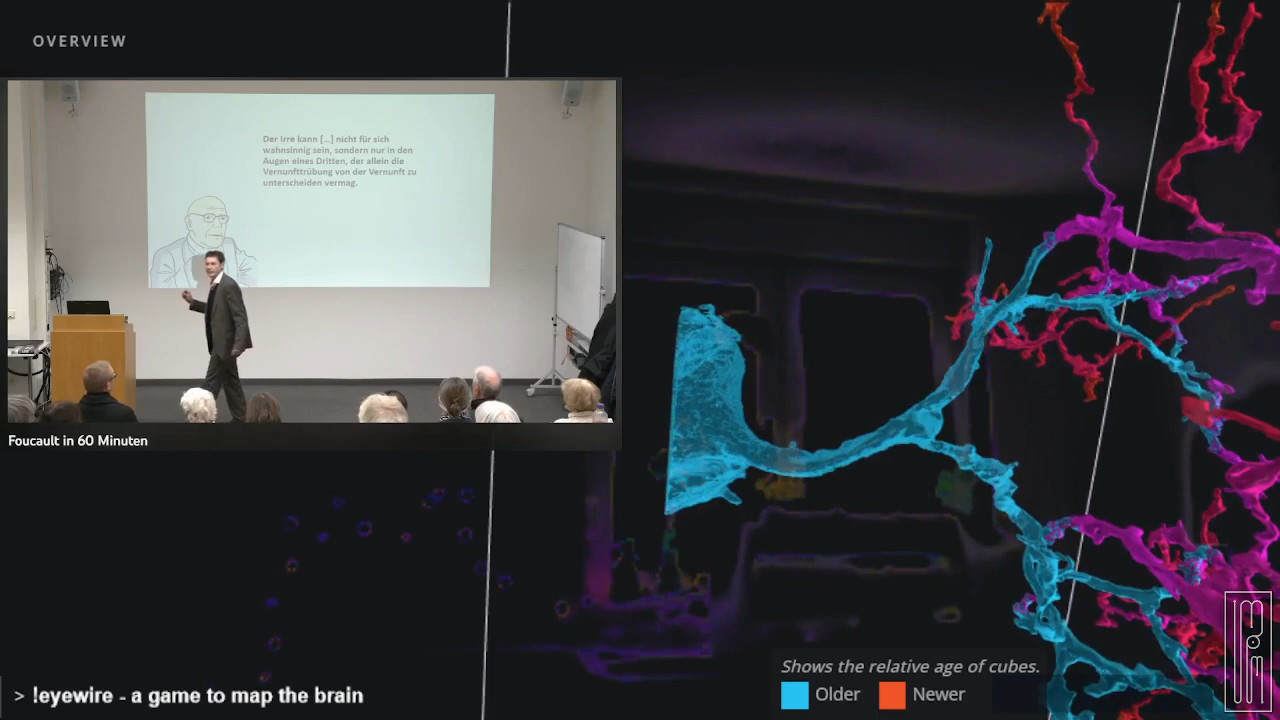 OVERVIEW
Der Irre kann [...] nicht für sich
wahnsinnig sein, sondern nur in den
Augen eines Dritten, der allein die
Vernunfttrübung von der Vernunft zu
unterscheiden vermag.
Foucault in 60 Minuten
Shows the relative age of cubes.
Older Newer
> !eyewire - a game to map the brain